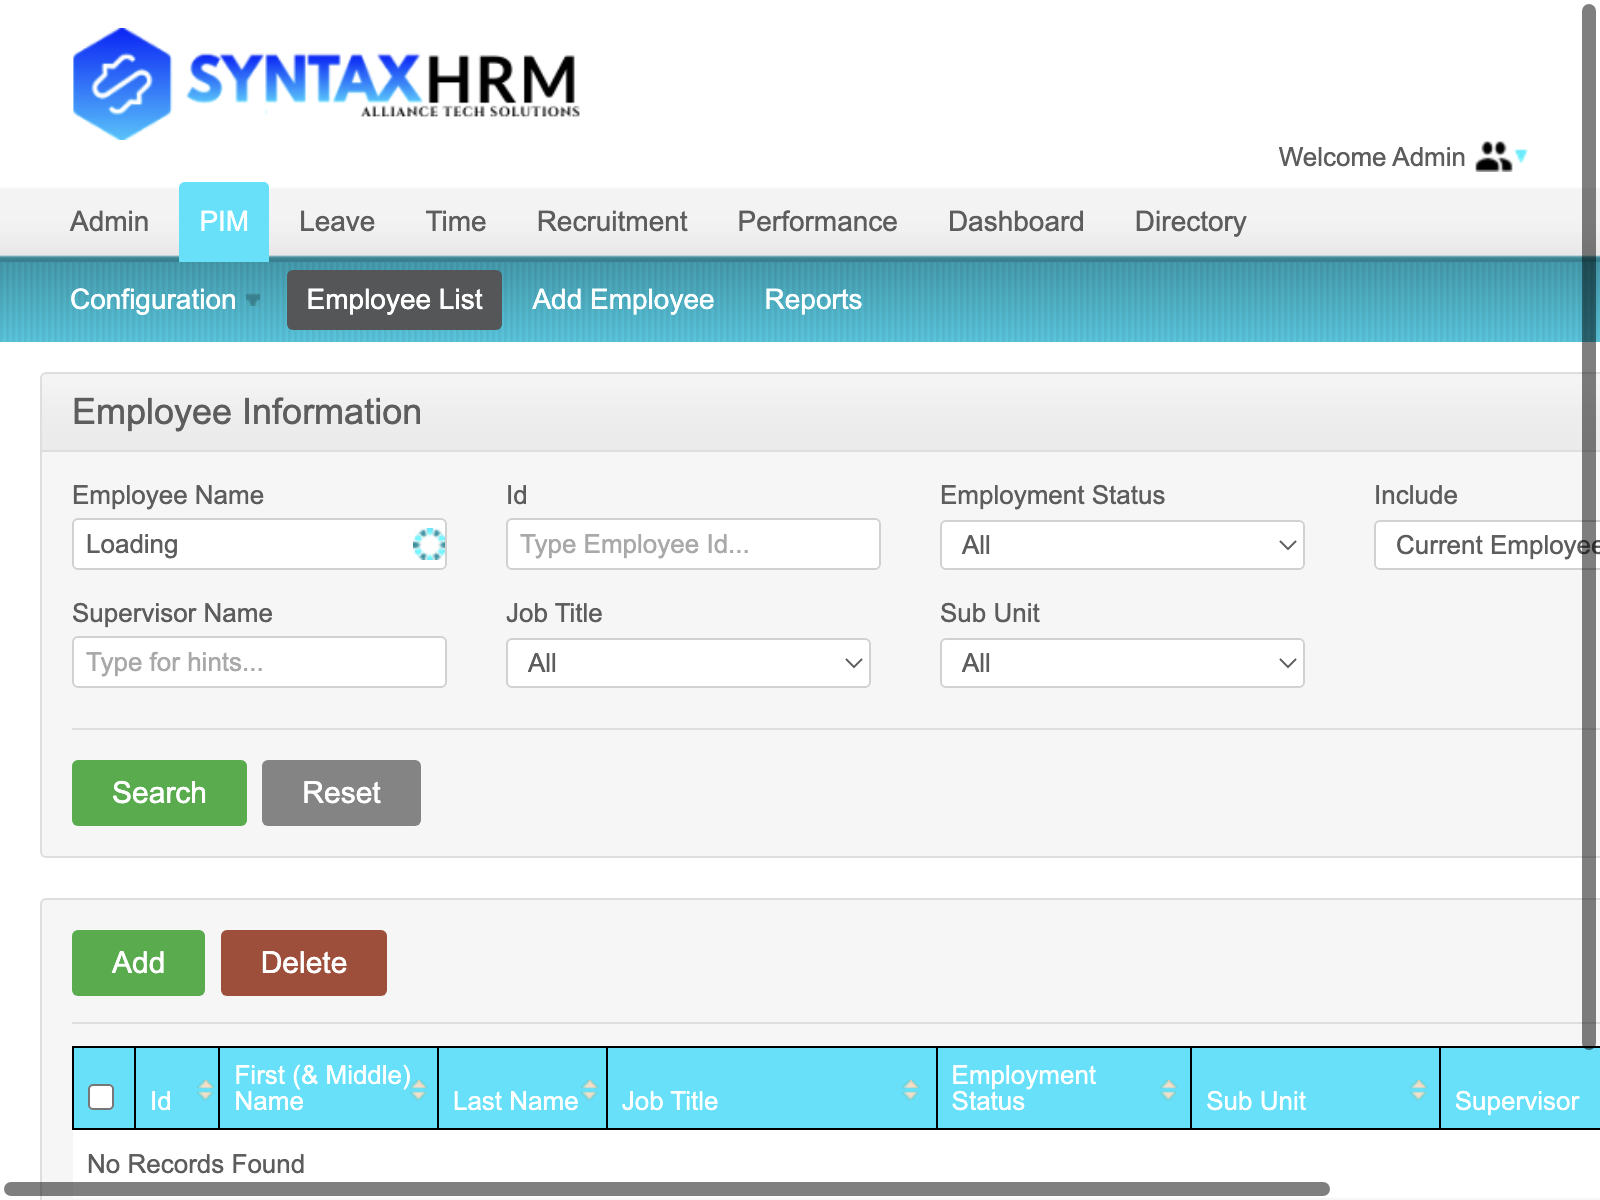 SYNTAXHRM
ALLIANCE TECH SOLUTIONS
Welcome Admin
Admin PIM Leave Time Recruitment Performance Dashboard Directory
Configuration Employee List Add Employee Reports
Employee Information
Employee Name Id Employment Status Include
Loading Type Employee Id... All Current Employee
Supervisor Name Job Title Sub Unit
Type for hints... All All
Search Reset
Add Delete
Id First (& Middle) Name Last Name Job Title Employment Status Sub Unit Supervisor
No Records Found